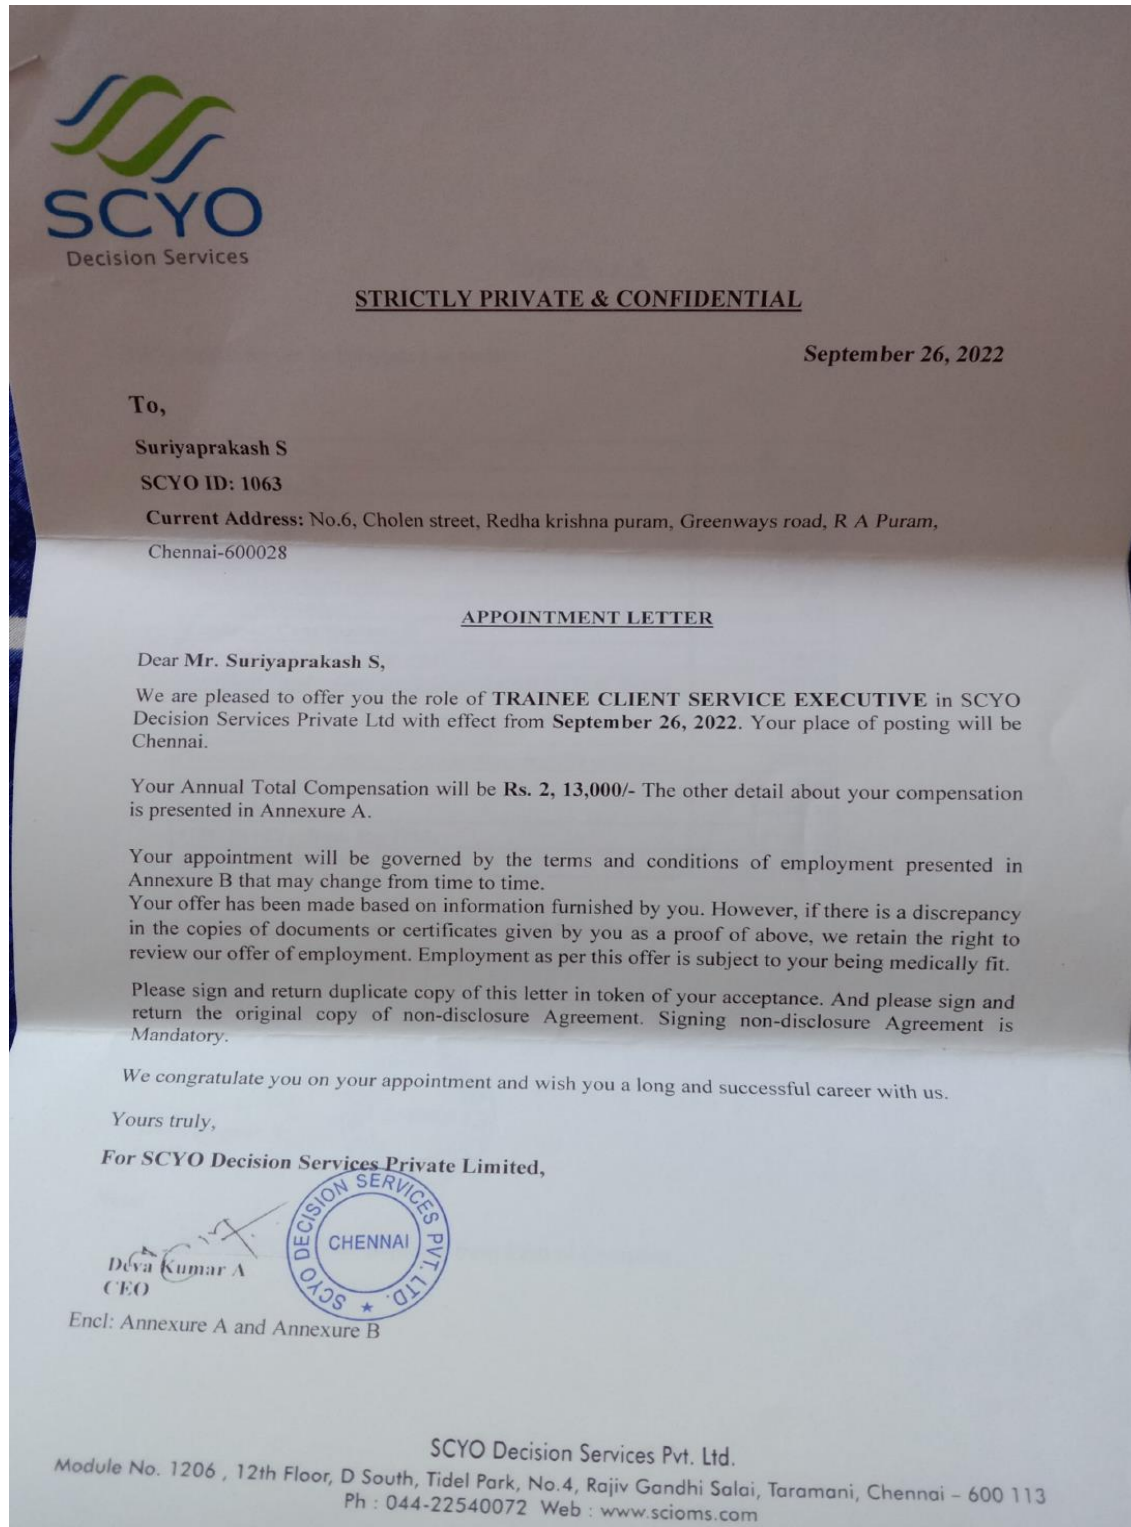 SCYO
Decision Services
STRICTLY PRIVATE & CONFIDENTIAL
September 26, 2022
To,
Suriyaprakash S
SCYO ID: 1063
Current Address: No.6, Cholen street, Redha krishna puram, Greenways road, R A Puram,
Chennai-600028
APPOINTMENT LETTER
Dear Mr. Suriyaprakash S,
We are pleased to offer you the role of TRAINEE CLIENT SERVICE EXECUTIVE in SCYO
Decision Services Private Ltd with effect from September 26, 2022. Your place of posting will be
Chennai.
Your Annual Total Compensation will be Rs. 2, 13,000/- The other detail about your compensation
is presented in Annexure A.
Your appointment will be governed by the terms and conditions of employment presented in
Annexure B that may change from time to time.
Your offer has been made based on information furnished by you. However, if there is a discrepancy
in the copies of documents or certificates given by you as a proof of above, we retain the right to
review our offer of employment. Employment as per this offer is subject to your being medically fit.
Please sign and return duplicate copy of this letter in token of your acceptance. And please sign and
return the original copy of non-disclosure Agreement. Signing non-disclosure Agreement is
Mandatory.
We congratulate you on your appointment and wish you a long and successful career with us.
Yours truly,
For SCYO Decision Services Private Limited,
SCYO DECISION SERVICES PVT. LTD.
CHENNAI
Deva Kumar A
CEO
Encl: Annexure A and Annexure B
SCYO Decision Services Pvt. Ltd.
Module No. 1206 , 12th Floor, D South, Tidel Park, No.4, Rajiv Gandhi Salai, Taramani, Chennai – 600 113
Ph : 044-22540072 Web : www.scioms.com